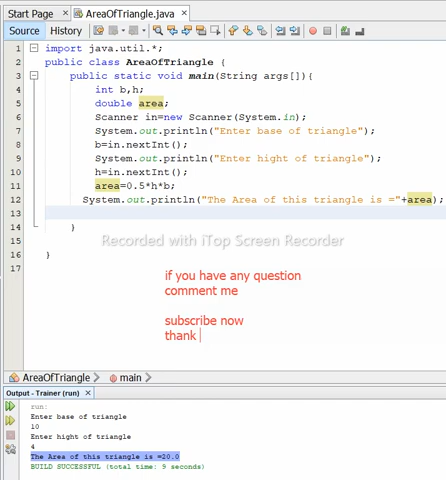 Start Page
AreaOfTriangle.java
Source
History
1 import java.util.*;
2 public class AreaOfTriangle {
3 public static void main(String args[]){
4 int b,h;
5 double area;
6 Scanner in=new Scanner(System.in);
7 System.out.println("Enter base of triangle");
8 b=in.nextInt();
9 System.out.println("Enter hight of triangle");
10 h=in.nextInt();
11 area=0.5*h*b;
12 System.out.println("The Area of this triangle is ="+area);
13
14 }
15
16 }
17
Recorded with iTop Screen Recorder
if you have any question
comment me
subscribe now
thank
AreaOfTriangle
main
Output - Trainer (run)
run:
Enter base of triangle
10
Enter hight of triangle
4
The Area of this triangle is =20.0
BUILD SUCCESSFUL (total time: 9 seconds)